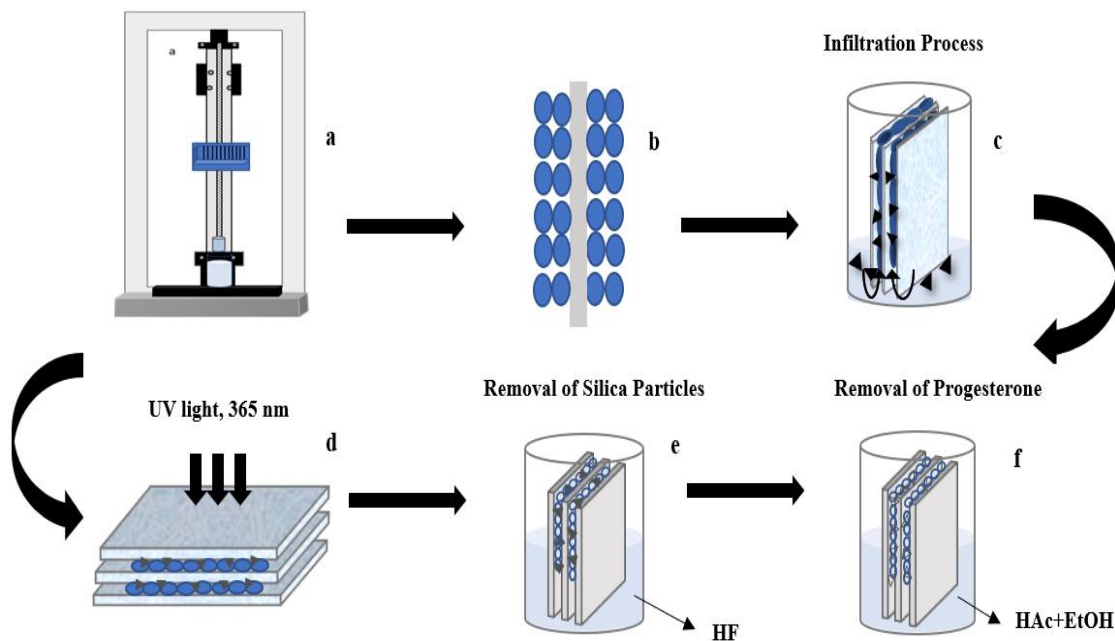 a
a
b
Infiltration Process
c
UV light, 365 nm
d
Removal of Silica Particles
e
HF
Removal of Progesterone
f
HAc+EtOH